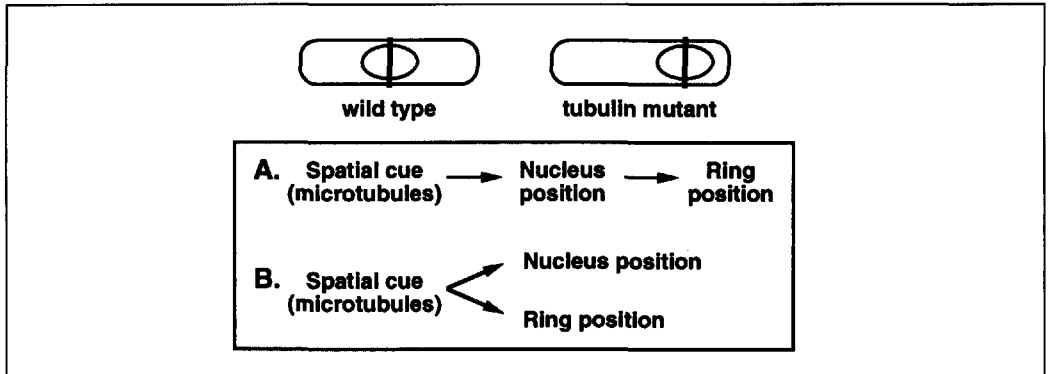 wild type
tubulin mutant
A. Spatial cue
(microtubules)
Nucleus
position
Ring
position
B. Spatial cue
(microtubules)
Nucleus position
Ring position